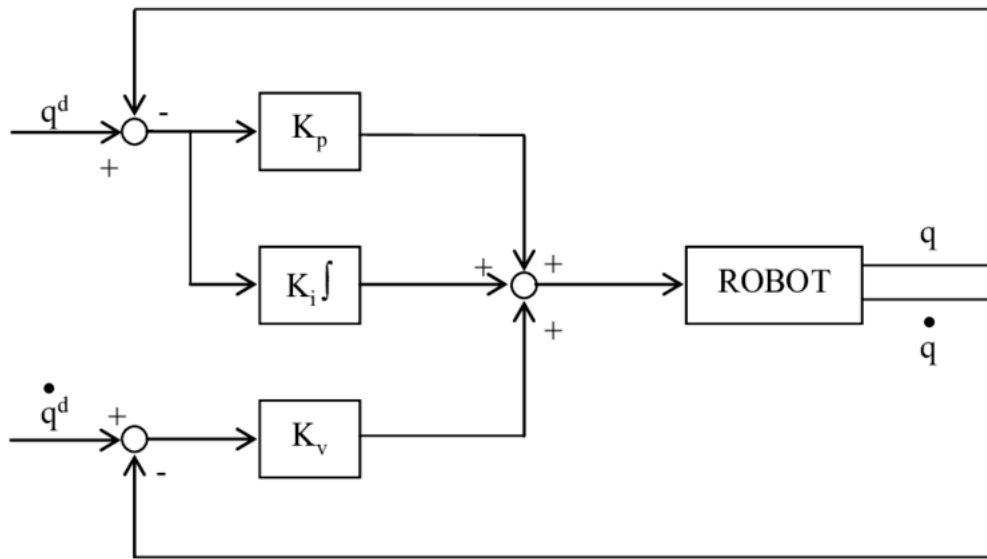 q^d
-
+
K_p
K_i∫
+
+
+
ROBOT
q
q̇
q̇^d
+
-
K_v